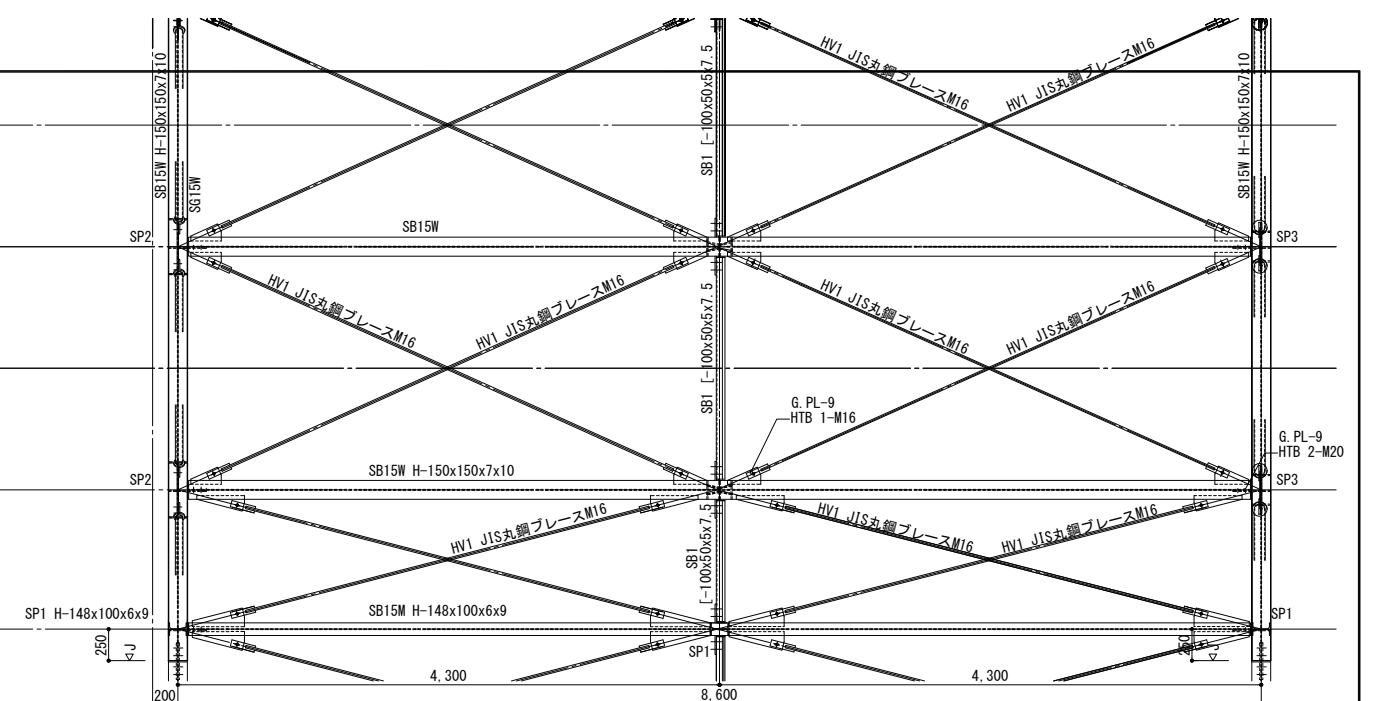 HV1 JIS丸鋼ブレースM16
HV1 JIS丸鋼ブレースM16
SB15W H-150x150x7x10
SG15W
SB1 [-100x50x5x7.5
SB15W H-150x150x7x10
SP2
SB15W
SP3
HV1 JIS丸鋼ブレースM16
HV1 JIS丸鋼ブレースM16
SB1 [-100x50x5x7.5
HV1 JIS丸鋼ブレースM16
HV1 JIS丸鋼ブレースM16
G.PL-9
HTB 1-M16
G.PL-9
HTB 2-M20
SP2
SB15W H-150x150x7x10
SP3
HV1 JIS丸鋼ブレースM16
SB1
[-100x50x5x7.5
HV1 JIS丸鋼ブレースM16
HV1 JIS丸鋼ブレースM16
SP1 H-148x100x6x9
SB15M H-148x100x6x9
SP1
250
J
SP1
250
J
4,300
4,300
200
8,600